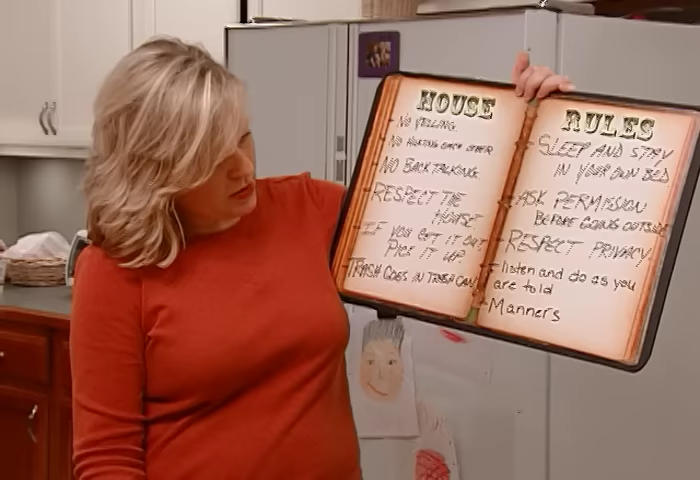 HOUSE
- NO YELLING.
- NO HURTING EACH OTHER
- NO BACK TALKING.
- RESPECT THE
HOUSE
- IF YOU GET IT OUT,
PICK IT UP
- TRASH GOES IN TRASH CAN
RULES
- SLEEP AND STAY
IN YOUR OWN BED
- ASK PERMISSION
BEFORE GOING OUTSIDE
- RESPECT PRIVACY
- listen and do as you
are told
- Manners